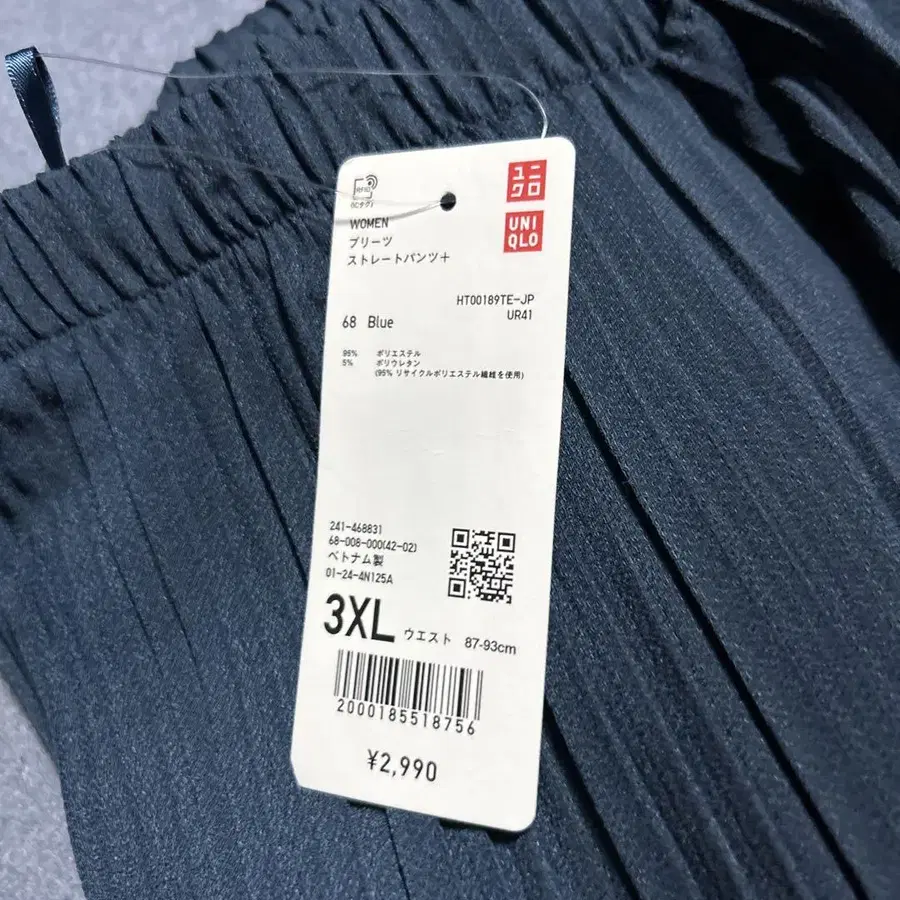 RFID
(ICタグ)
ユニ
クロ
UNI
QLO
WOMEN
プリーツ
ストレートパンツ+
HT00189TE-JP
UR41
68 Blue
95% ポリエステル
5% ポリウレタン
(95% リサイクルポリエステル繊維を使用)
241-468831
68-008-000(42-02)
ベトナム製
01-24-4N125A
3XL ウエスト 87-93cm
2000185518756
¥2,990